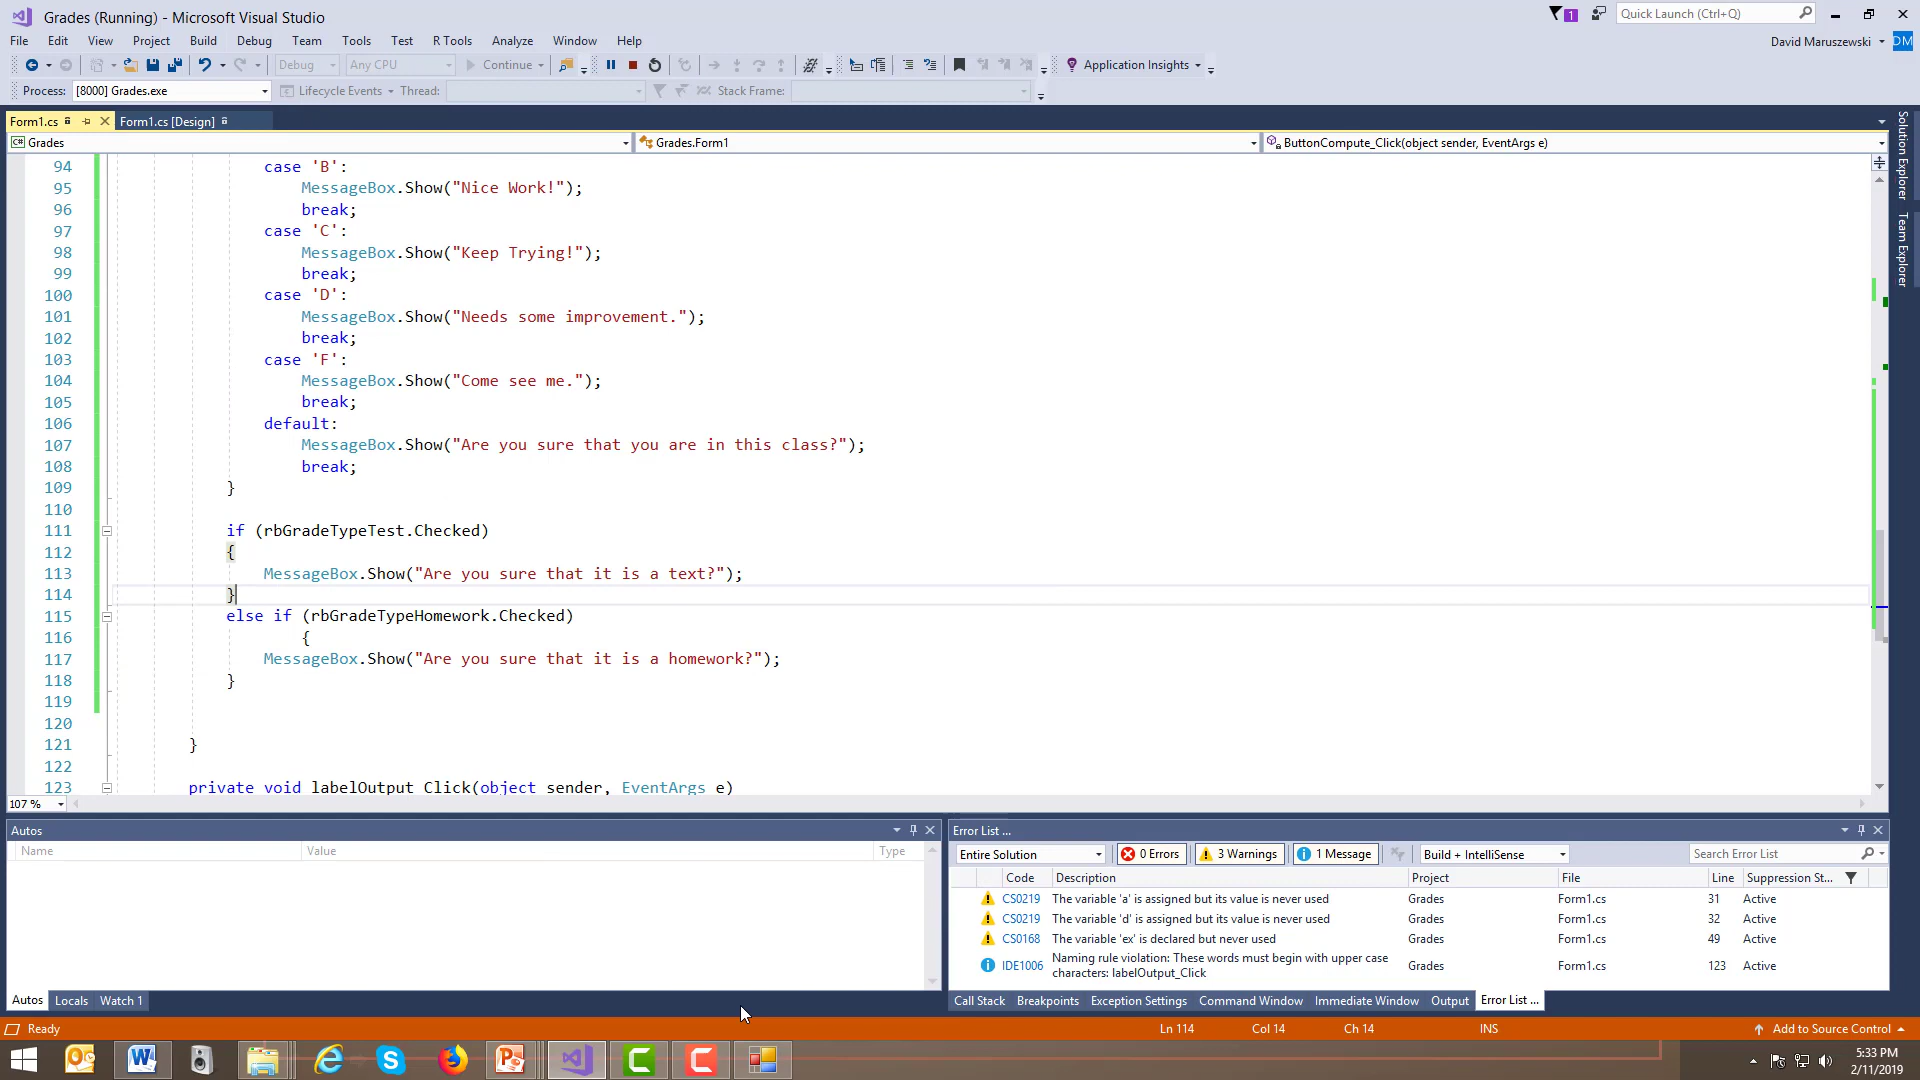 Grades (Running) - Microsoft Visual Studio
1
Quick Launch (Ctrl+Q)
File Edit View Project Build Debug Team Tools Test R Tools Analyze Window Help
David Maruszewski
DM
Debug Any CPU Continue Application Insights
Process: [8000] Grades.exe Lifecycle Events Thread: Stack Frame:
Form1.cs Form1.cs [Design]
C# Grades Grades.Form1 ButtonCompute_Click(object sender, EventArgs e)
Solution Explorer
Team Explorer
94 case 'B':
95 MessageBox.Show("Nice Work!");
96 break;
97 case 'C':
98 MessageBox.Show("Keep Trying!");
99 break;
100 case 'D':
101 MessageBox.Show("Needs some improvement.");
102 break;
103 case 'F':
104 MessageBox.Show("Come see me.");
105 break;
106 default:
107 MessageBox.Show("Are you sure that you are in this class?");
108 break;
109 }
110
111 if (rbGradeTypeTest.Checked)
112 {
113 MessageBox.Show("Are you sure that it is a text?");
114 }
115 else if (rbGradeTypeHomework.Checked)
116 {
117 MessageBox.Show("Are you sure that it is a homework?");
118 }
119
120
121 }
122
123 private void labelOutput_Click(object sender, EventArgs e)
107 %
Autos
Name Value Type
Autos Locals Watch 1
Error List ...
Entire Solution 0 Errors 3 Warnings 1 Message Build + IntelliSense Search Error List
Code Description Project File Line Suppression St...
CS0219 The variable 'a' is assigned but its value is never used Grades Form1.cs 31 Active
CS0219 The variable 'd' is assigned but its value is never used Grades Form1.cs 32 Active
CS0168 The variable 'ex' is declared but never used Grades Form1.cs 49 Active
IDE1006 Naming rule violation: These words must begin with upper case characters: labelOutput_Click Grades Form1.cs 123 Active
Call Stack Breakpoints Exception Settings Command Window Immediate Window Output Error List ...
Ready Ln 114 Col 14 Ch 14 INS Add to Source Control
5:33 PM
2/11/2019